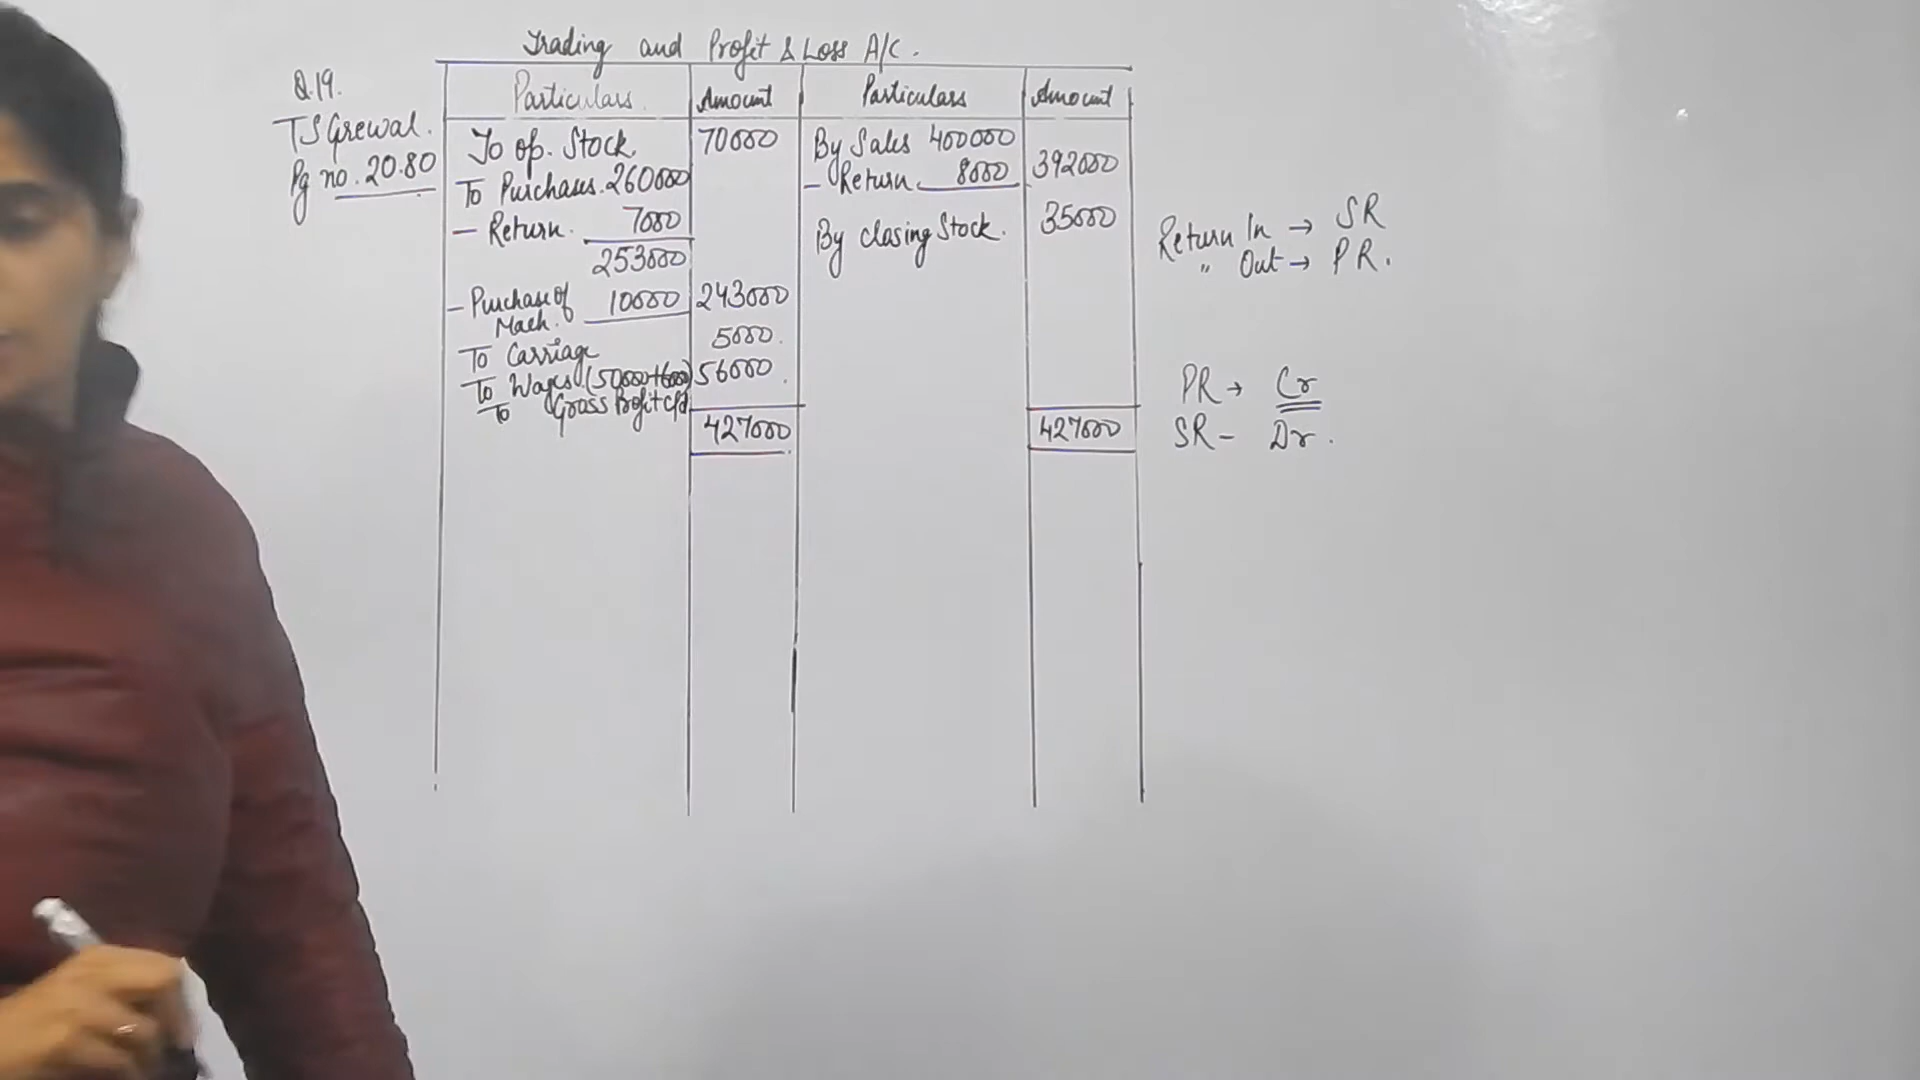 Trading and Profit & Loss A/C.
Q.19.
TS Grewal.
Pg no. 20.80
Particulars. Amount Particulars Amount
To op. Stock. 70000 By Sales 400000
To Purchases. 260000 - Return. 8000 392000
- Return. 7000 By closing Stock. 35000
253000
- Purchase of 10000 243000
Mach.
To Carriage 5000.
To Wages (50000+6000) 56000.
To Gross Profit c/d
427000 427000
Return In → SR
" Out → PR.
PR → Cr
SR - Dr.